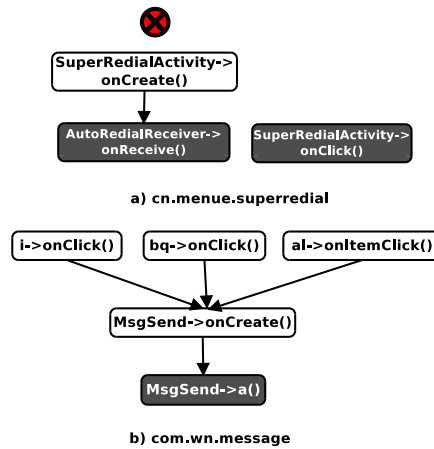 SuperRedialActivity->
onCreate()
AutoRedialReceiver->
onReceive()
SuperRedialActivity->
onClick()
a) cn.menue.superredial
i->onClick()
bq->onClick()
al->onItemClick()
MsgSend->onCreate()
MsgSend->a()
b) com.wn.message